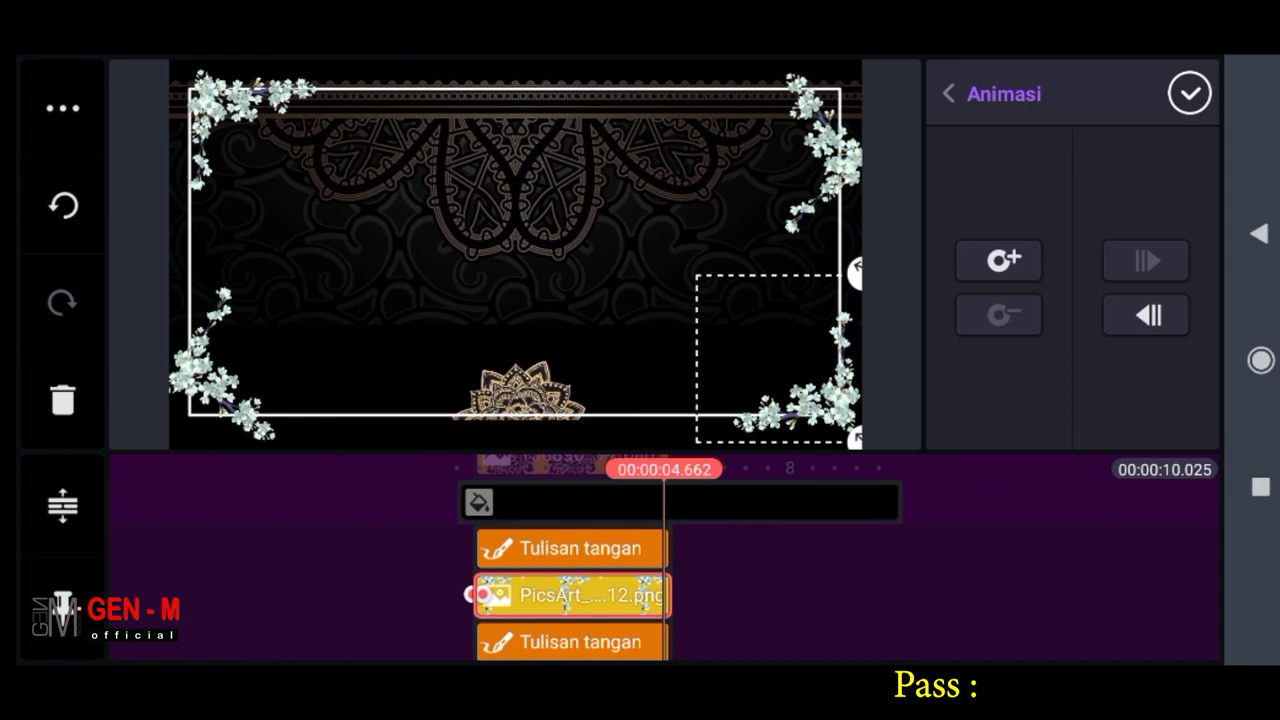 Animasi
00:00:04.662
8
00:00:10.025
Tulisan tangan
PicsArt_....12.png
Tulisan tangan
GEN
M
GEN - M
official
Pass :